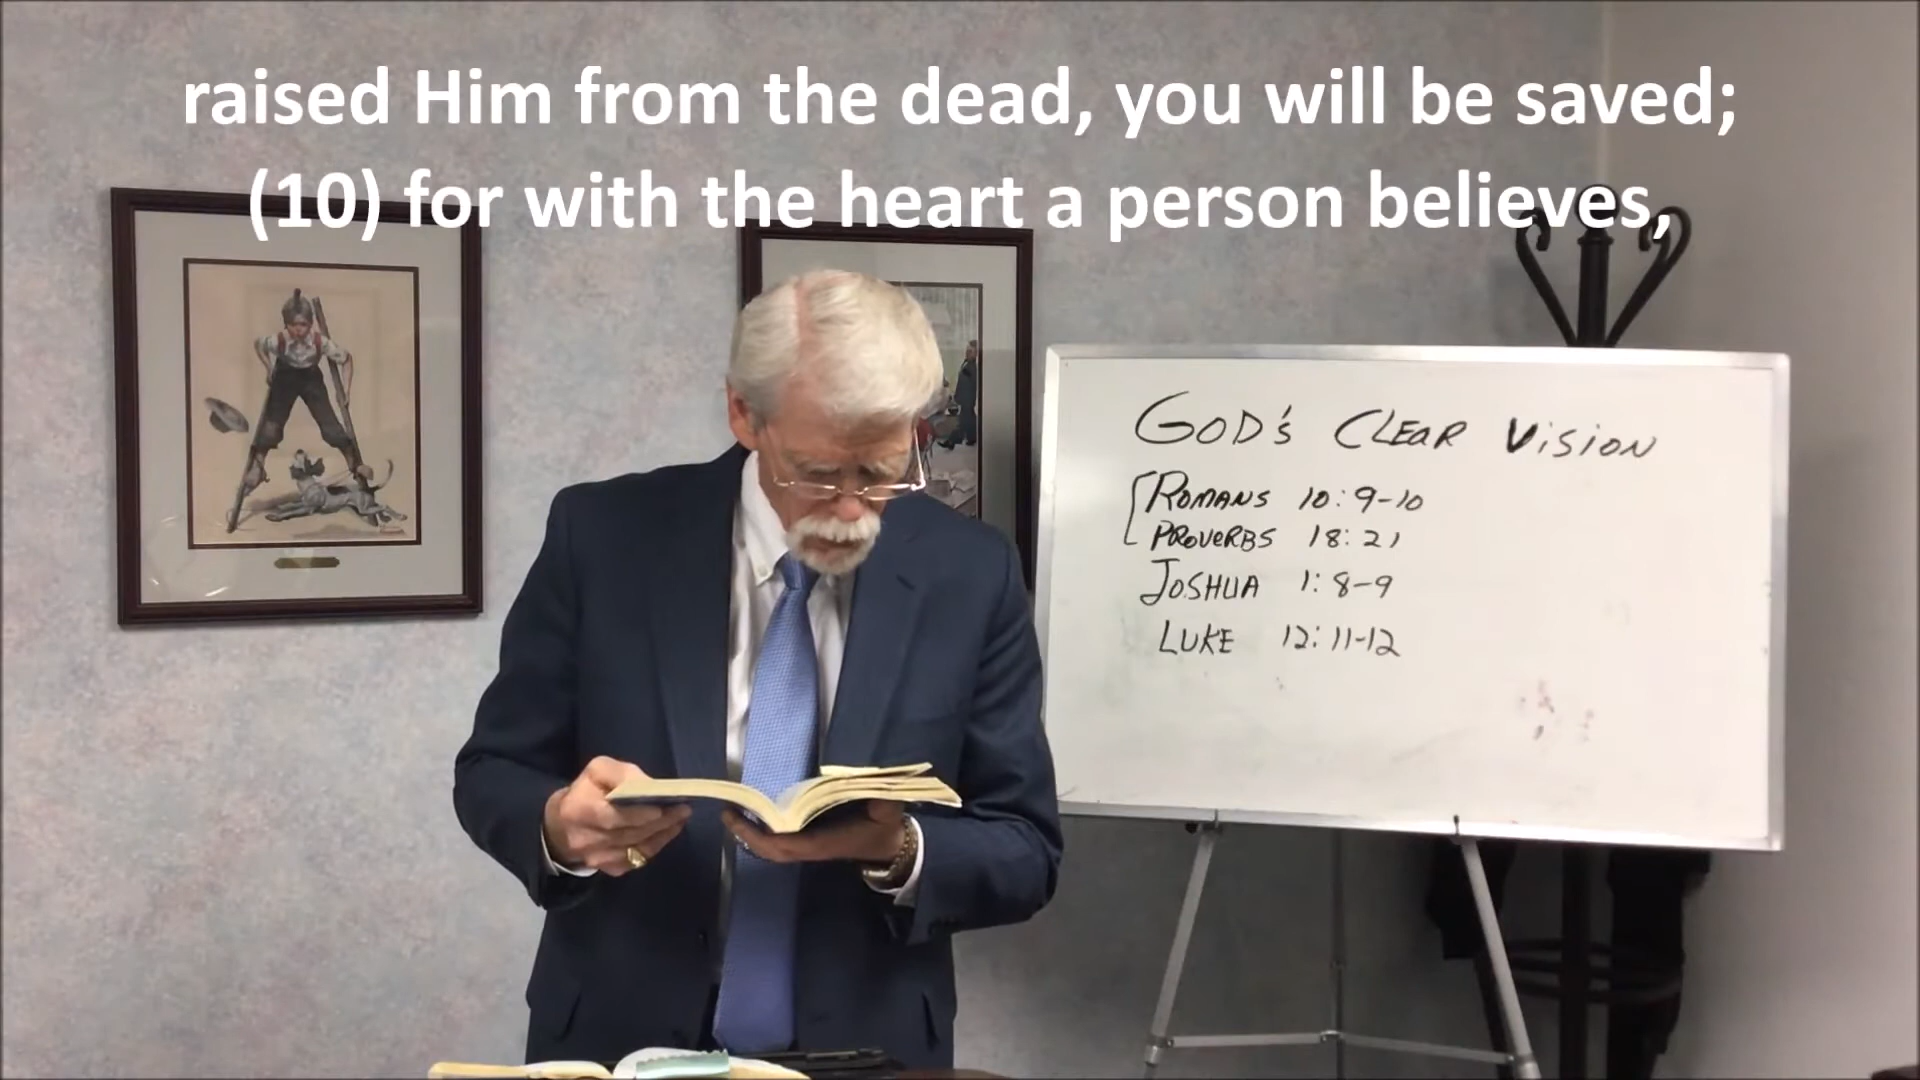 raised Him from the dead, you will be saved;
(10) for with the heart a person believes,
GOD'S CLEAR VISION
ROMANS 10:9-10
PROVERBS 18:21
JOSHUA 1:8-9
LUKE 12:11-12